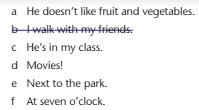 a He doesn't like fruit and vegetables.
b I walk with my friends.
c He's in my class.
d Movies!
e Next to the park.
f At seven o'clock.